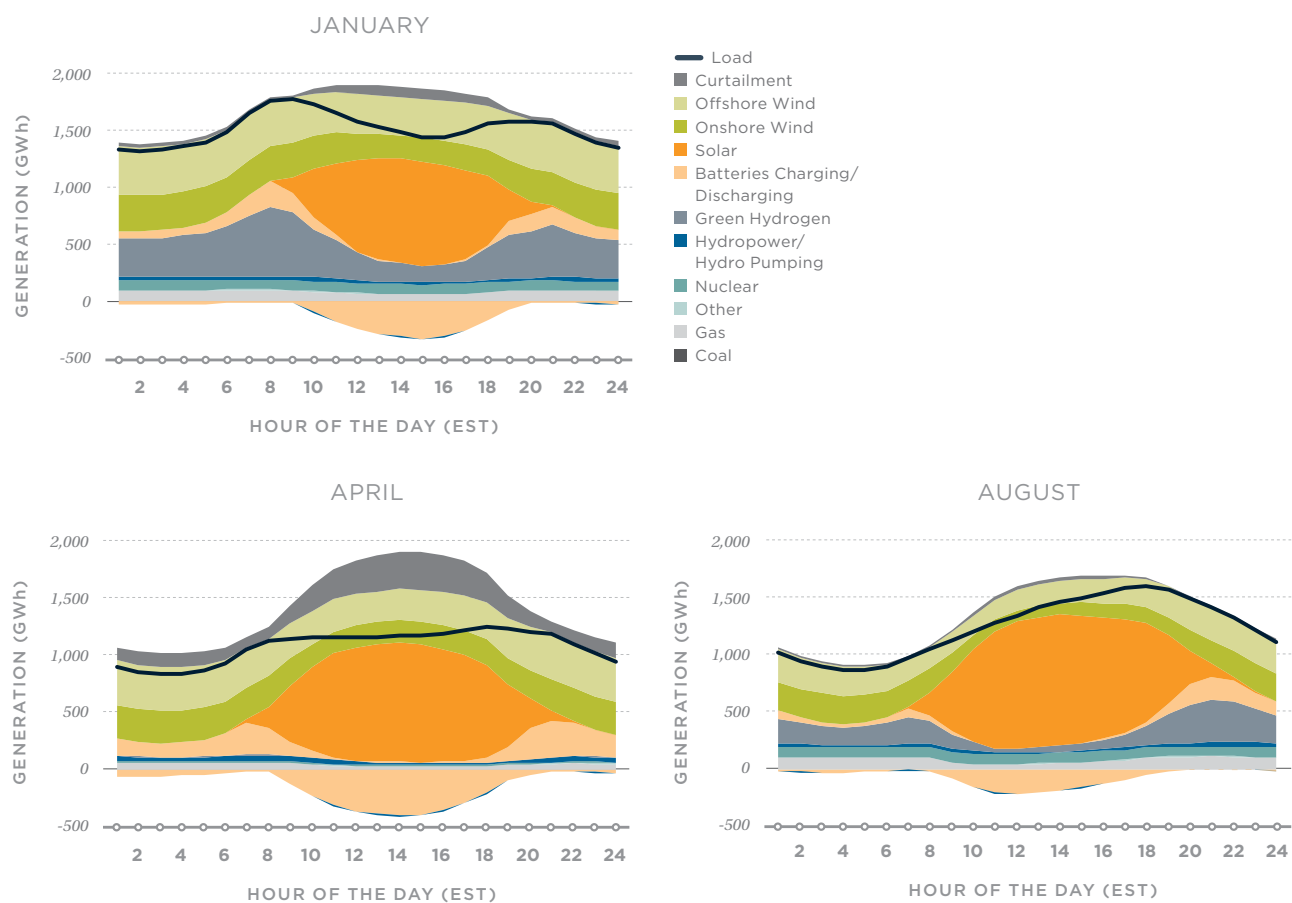 JANUARY
GENERATION (GWh)
2,000
1,500
1,000
500
0
-500
2 4 6 8 10 12 14 16 18 20 22 24
HOUR OF THE DAY (EST)
Load
Curtailment
Offshore Wind
Onshore Wind
Solar
Batteries Charging/
Discharging
Green Hydrogen
Hydropower/
Hydro Pumping
Nuclear
Other
Gas
Coal
APRIL
GENERATION (GWh)
2,000
1,500
1,000
500
0
-500
2 4 6 8 10 12 14 16 18 20 22 24
HOUR OF THE DAY (EST)
AUGUST
GENERATION (GWh)
2,000
1,500
1,000
500
0
-500
2 4 6 8 10 12 14 16 18 20 22 24
HOUR OF THE DAY (EST)